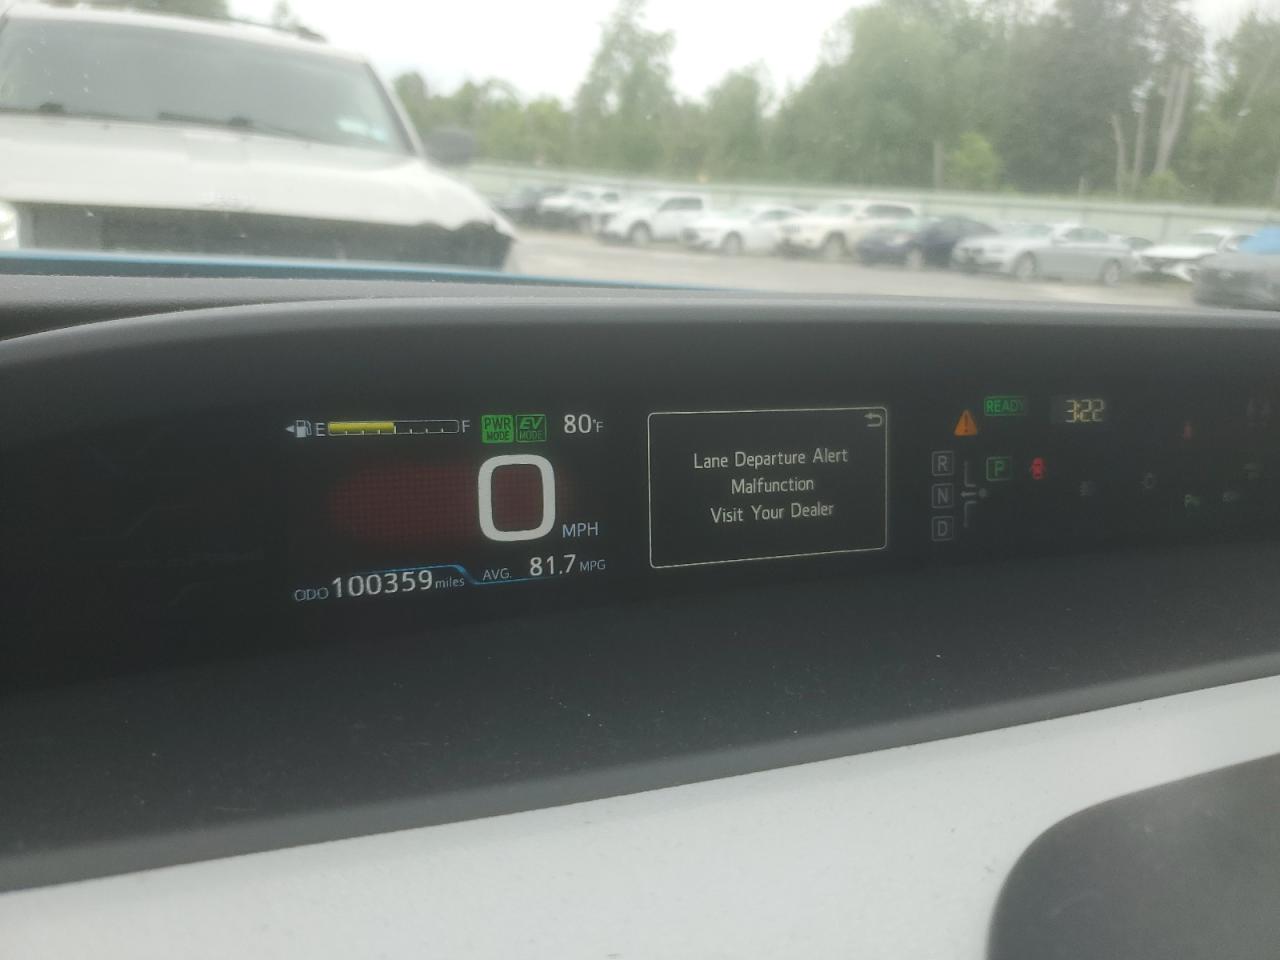 E F PWR MODE EV MODE 80°F
0 MPH
ODO 100359 miles AVG. 81.7 MPG
Lane Departure Alert
Malfunction
Visit Your Dealer
READY 3:22
R P
N
D